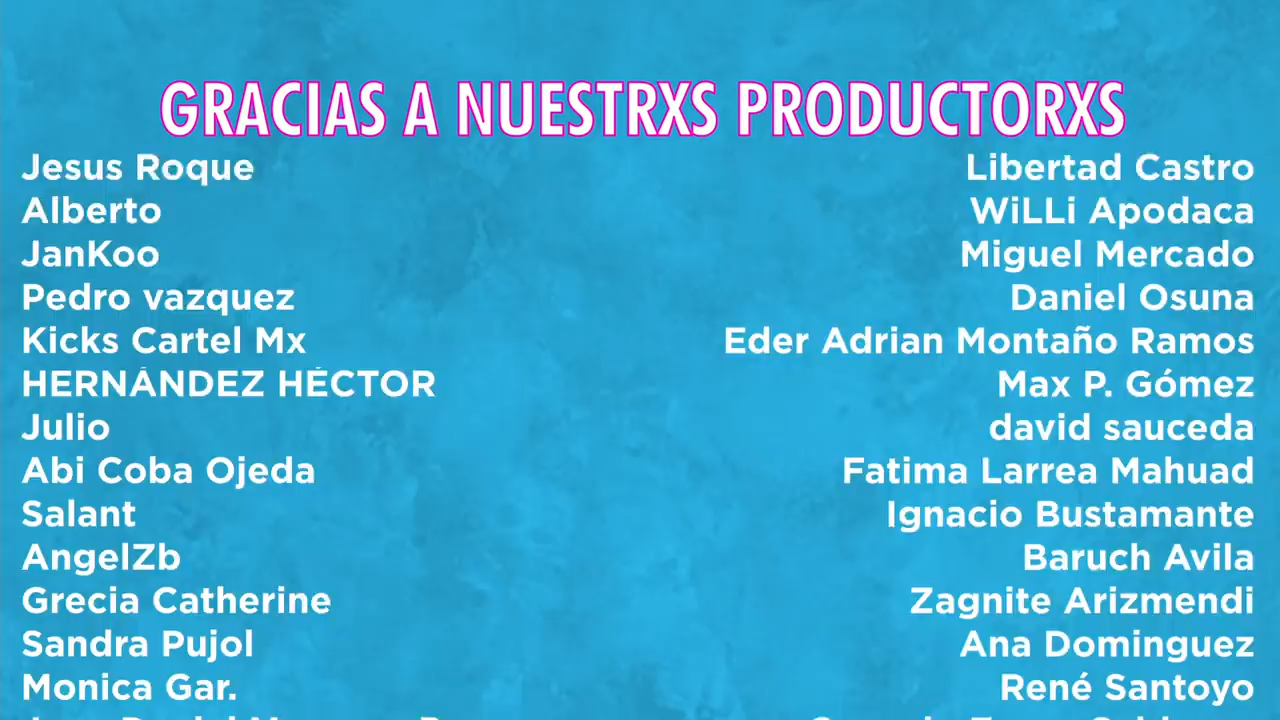 GRACIAS A NUESTRXS PRODUCTORXS
Jesus Roque
Alberto
JanKoo
Pedro vazquez
Kicks Cartel Mx
HERNÁNDEZ HÉCTOR
Julio
Abi Coba Ojeda
Salant
AngelZb
Grecia Catherine
Sandra Pujol
Monica Gar.
Libertad Castro
WiLLi Apodaca
Miguel Mercado
Daniel Osuna
Eder Adrian Montaño Ramos
Max P. Gómez
david sauceda
Fatima Larrea Mahuad
Ignacio Bustamante
Baruch Avila
Zagnite Arizmendi
Ana Dominguez
René Santoyo